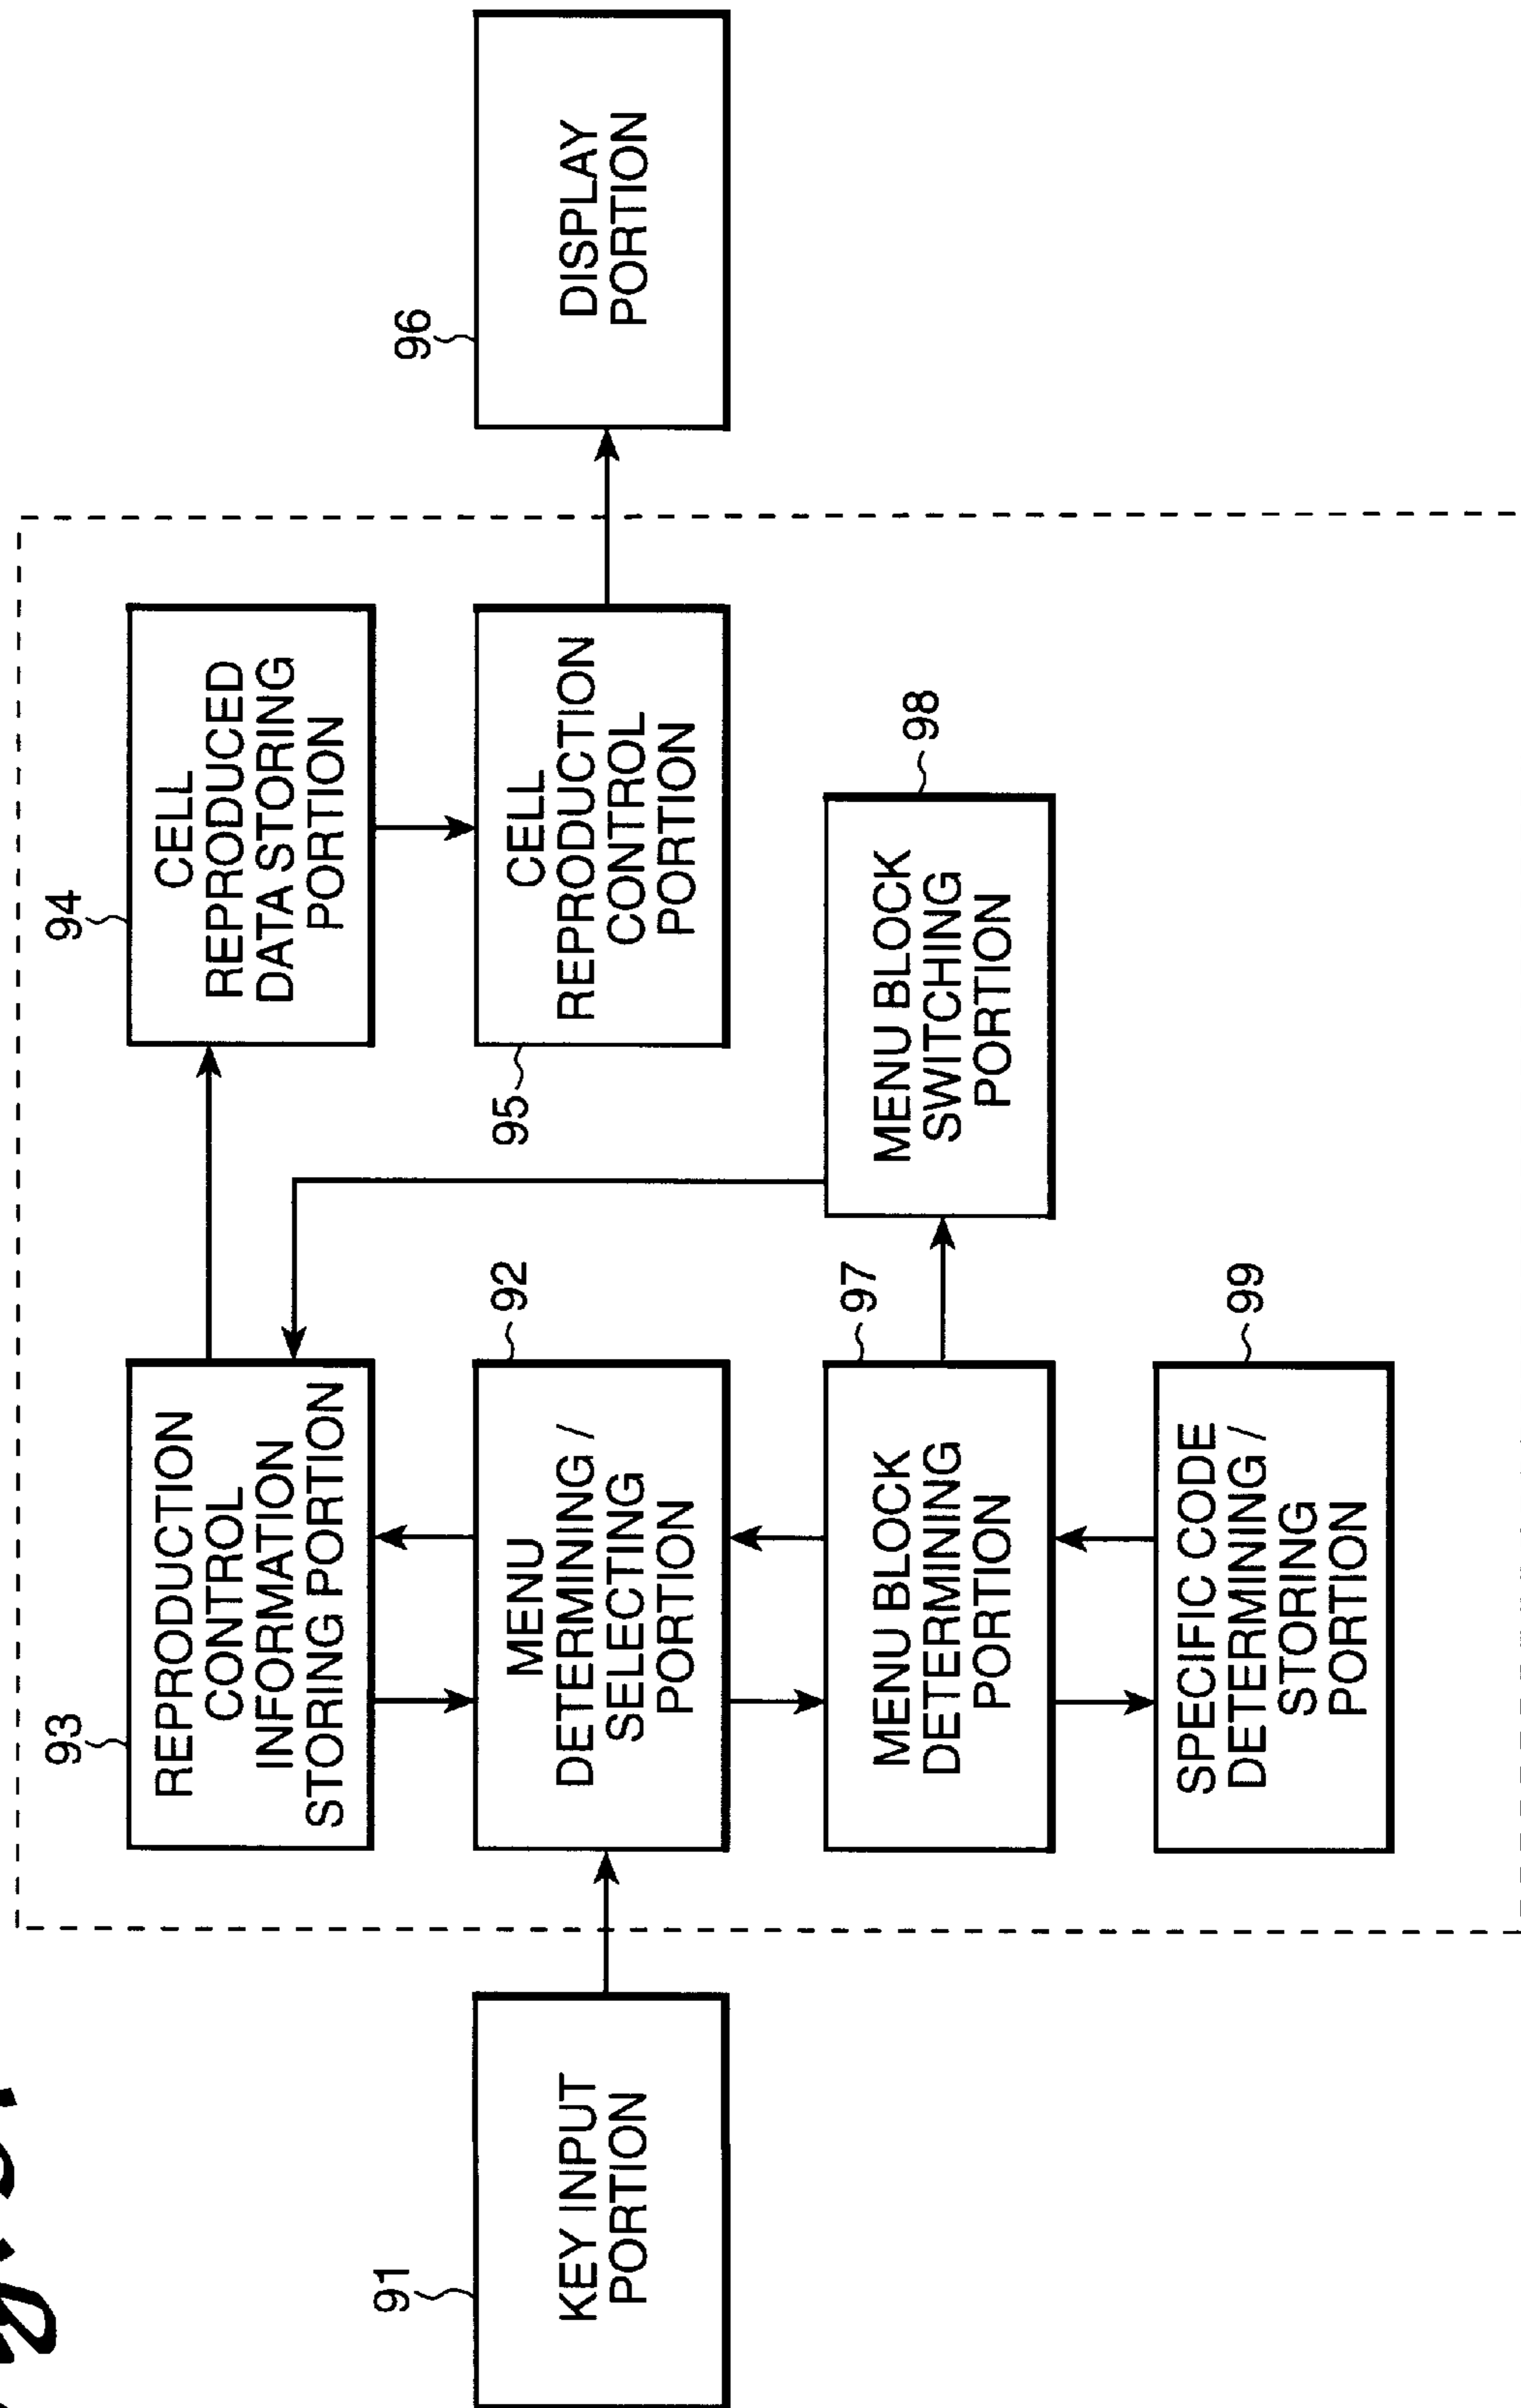 93
REPRODUCTION
CONTROL
INFORMATION
STORING PORTION
94
CELL
REPRODUCED
DATA STORING
PORTION
91
KEY INPUT
PORTION
92
MENU
DETERMINING /
SELECTING
PORTION
95
CELL
REPRODUCTION
CONTROL
PORTION
96
DISPLAY
PORTION
97
MENU BLOCK
DETERMINING
PORTION
98
MENU BLOCK
SWITCHING
PORTION
99
SPECIFIC CODE
DETERMINING /
STORING
PORTION